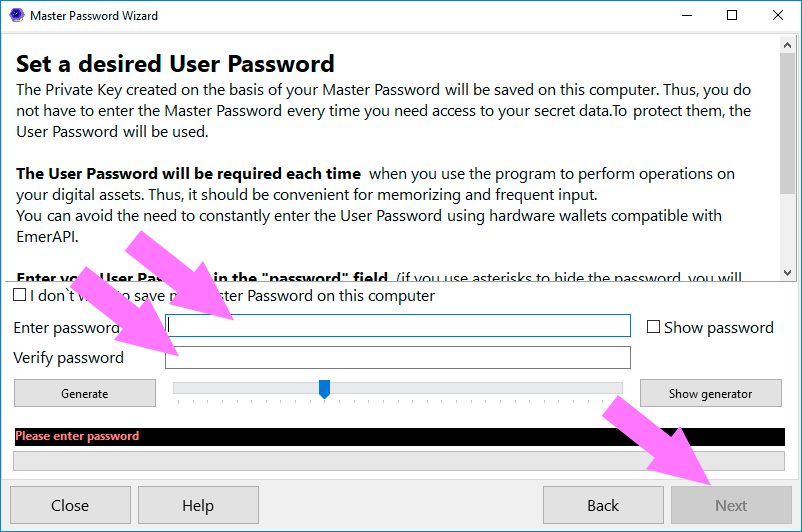 Master Password Wizard
Set a desired User Password
The Private Key created on the basis of your Master Password will be saved on this computer. Thus, you do
not have to enter the Master Password every time you need access to your secret data.To protect them, the
User Password will be used.
The User Password will be required each time when you use the program to perform operations on
your digital assets. Thus, it should be convenient for memorizing and frequent input.
You can avoid the need to constantly enter the User Password using hardware wallets compatible with
EmerAPI.
Enter your User in the "password" field (if you use asterisks to hide the password, you will
I don`t to save Master Password on this computer
Enter password
Show password
Verify password
Generate
Show generator
Please enter password
Close
Help
Back
Next